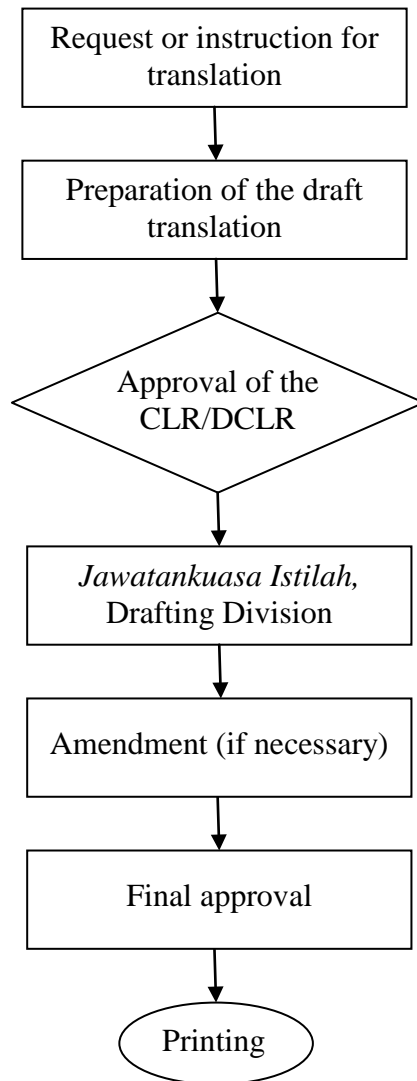 Request or instruction for
translation
Preparation of the draft
translation
Approval of the
CLR/DCLR
Jawatankuasa Istilah,
Drafting Division
Amendment (if necessary)
Final approval
Printing